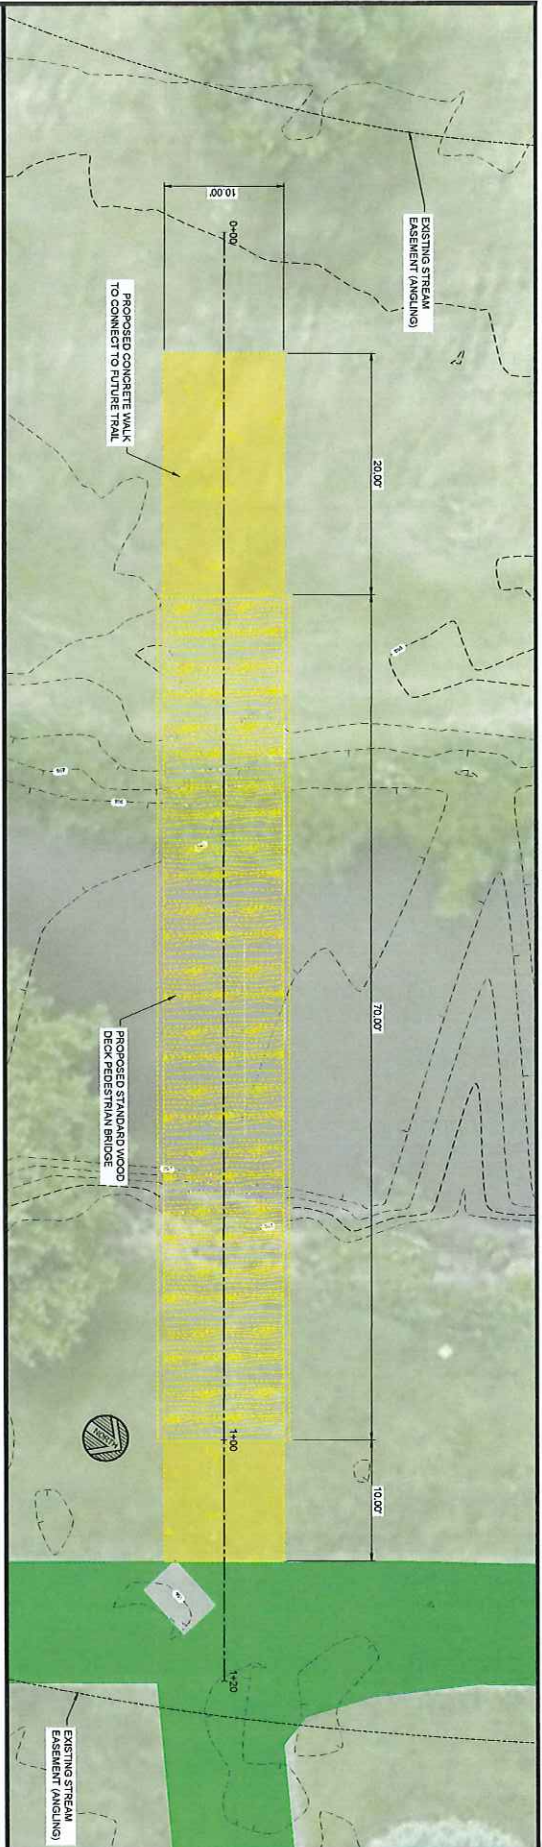 EXISTING STREAM
EASEMENT (ANGLING)
10.00'
0+00
PROPOSED CONCRETE WALK
TO CONNECT TO FUTURE TRAIL
20.00'
70.00'
PROPOSED STANDARD WOOD
DECK PEDESTRIAN BRIDGE
NORTH
1+00
10.00'
1+20
EXISTING STREAM
EASEMENT (ANGLING)